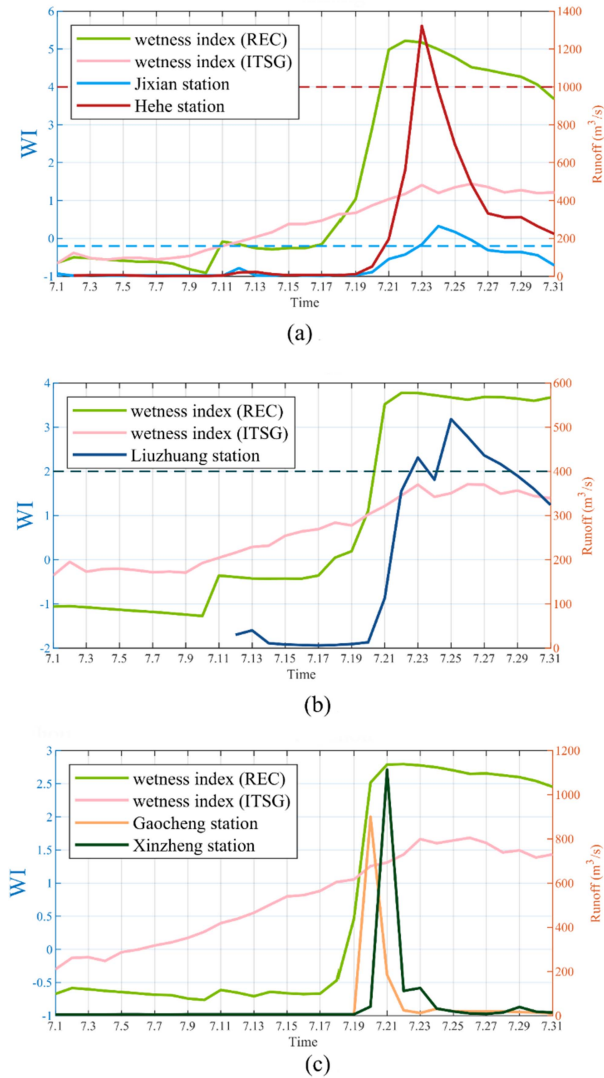 6
5
4
3
2
1
0
-1
WI
1400
1200
1000
800
600
400
200
0
Runoff (m³/s)
wetness index (REC)
wetness index (ITSG)
Jixian station
Hehe station
7.1 7.3 7.5 7.7 7.9 7.11 7.13 7.15 7.17 7.19 7.21 7.23 7.25 7.27 7.29 7.31
Time
(a)
4
3
2
1
0
-1
-2
WI
600
500
400
300
200
100
0
Runoff (m³/s)
wetness index (REC)
wetness index (ITSG)
Liuzhuang station
7.1 7.3 7.5 7.7 7.9 7.11 7.13 7.15 7.17 7.19 7.21 7.23 7.25 7.27 7.29 7.31
Time
(b)
3
2.5
2
1.5
1
0.5
0
-0.5
-1
WI
1200
1000
800
600
400
200
0
Runoff (m³/s)
wetness index (REC)
wetness index (ITSG)
Gaocheng station
Xinzheng station
7.1 7.3 7.5 7.7 7.9 7.11 7.13 7.15 7.17 7.19 7.21 7.23 7.25 7.27 7.29 7.31
Time
(c)